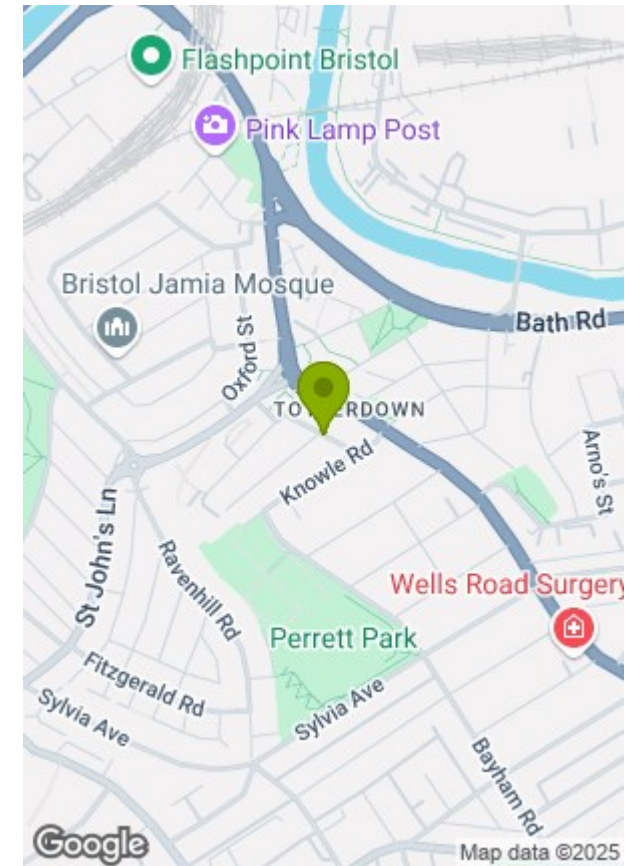 Flashpoint Bristol
Pink Lamp Post
Bristol Jamia Mosque
Bath Rd
Oxford St
TO ERDOWN
Knowle Rd
Arno's St
St John's Ln
Ravenhill Rd
Wells Road Surgery
Perrett Park
Fitzgerald Rd
Sylvia Ave
Sylvia Ave
Bayham Rd
Google
Map data ©2025